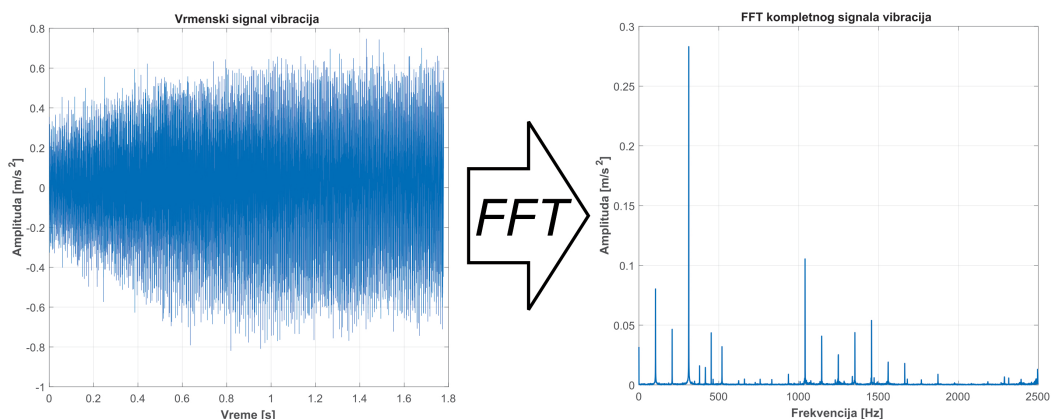 Vrmenski signal vibracija
0.8
0.6
0.4
0.2
0
-0.2
-0.4
-0.6
-0.8
-1
Amplituda [m/s 2]
0 0.2 0.4 0.6 0.8 1 1.2 1.4 1.6 1.8
Vreme [s]
FFT
FFT kompletnog signala vibracija
0.3
0.25
0.2
0.15
0.1
0.05
0
Amplituda [m/s 2]
0 500 1000 1500 2000 2500
Frekvencija [Hz]